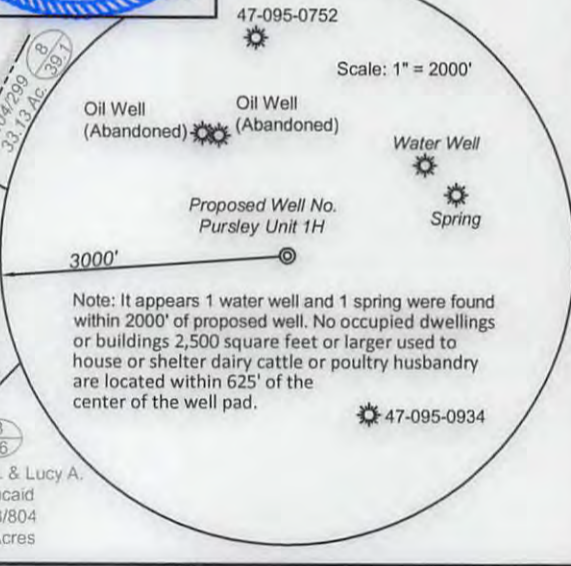 47-095-0752
Scale: 1" = 2000'
8
39.1
04/299
33.13 Ac.
Oil Well
(Abandoned)
Oil Well
(Abandoned)
Water Well
Spring
Proposed Well No.
Pursley Unit 1H
3000'
Note: It appears 1 water well and 1 spring were found
within 2000' of proposed well. No occupied dwellings
or buildings 2,500 square feet or larger used to
house or shelter dairy cattle or poultry husbandry
are located within 625' of the
center of the well pad.
47-095-0934
6
. & Lucy A.
caid
/804
cres